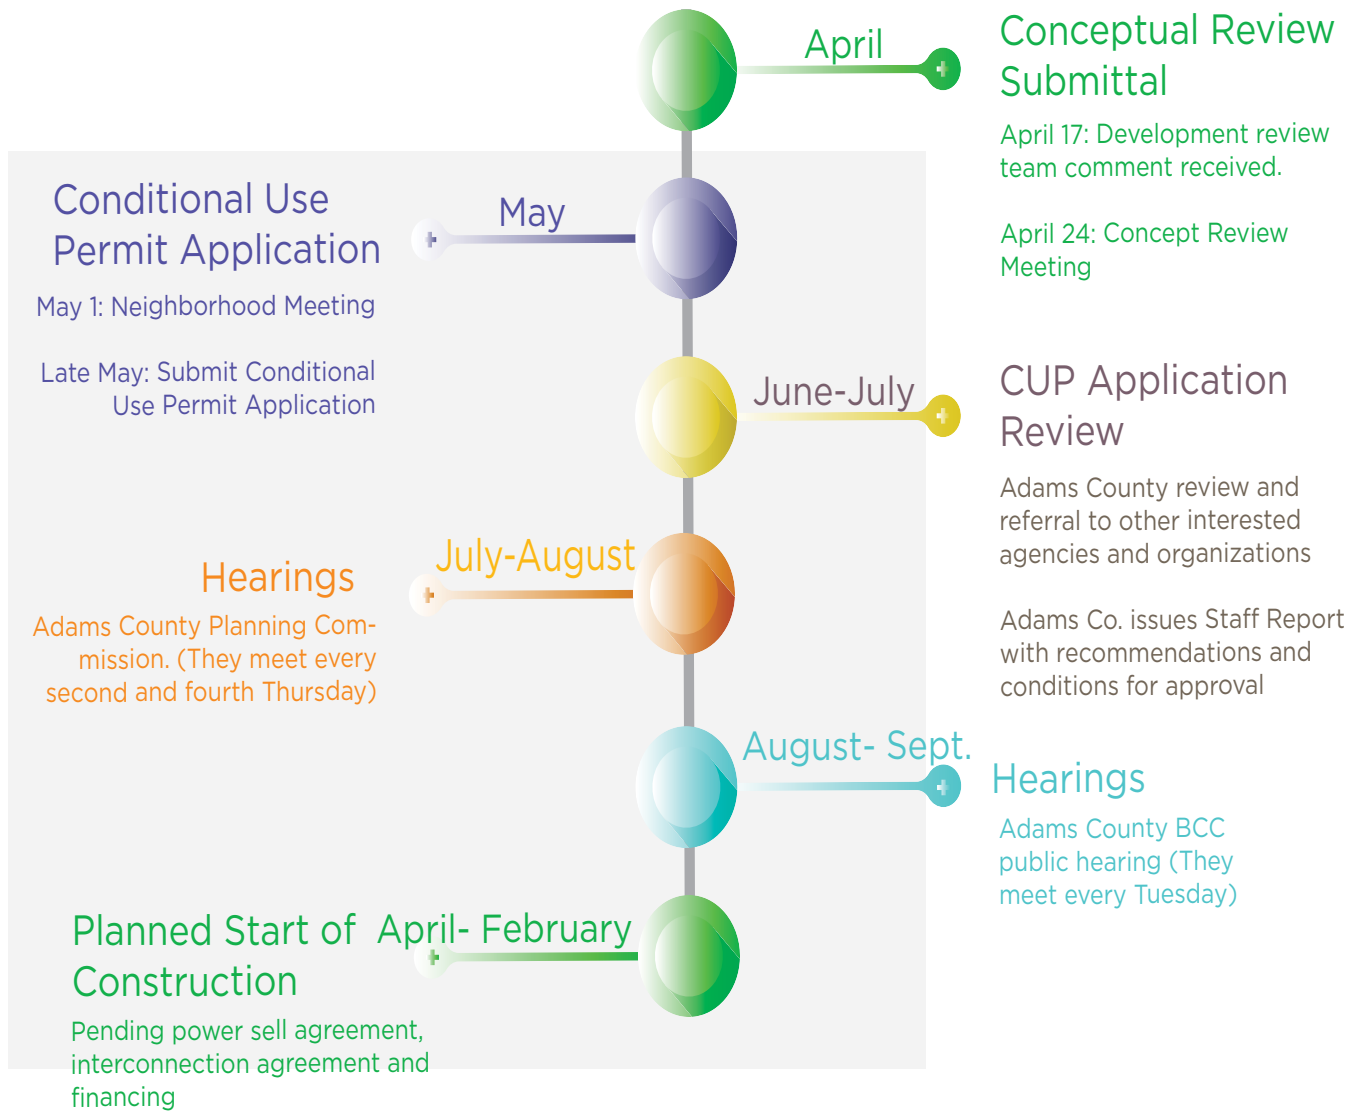 April
Conceptual Review
Submittal
April 17: Development review
team comment received.
April 24: Concept Review
Meeting
Conditional Use
Permit Application
May
May 1: Neighborhood Meeting
Late May: Submit Conditional
Use Permit Application
June-July
CUP Application
Review
Adams County review and
referral to other interested
agencies and organizations
Adams Co. issues Staff Report
with recommendations and
conditions for approval
July-August
Hearings
Adams County Planning Com-
mission. (They meet every
second and fourth Thursday)
August- Sept.
Hearings
Adams County BCC
public hearing (They
meet every Tuesday)
Planned Start of
Construction
April- February
Pending power sell agreement,
interconnection agreement and
financing